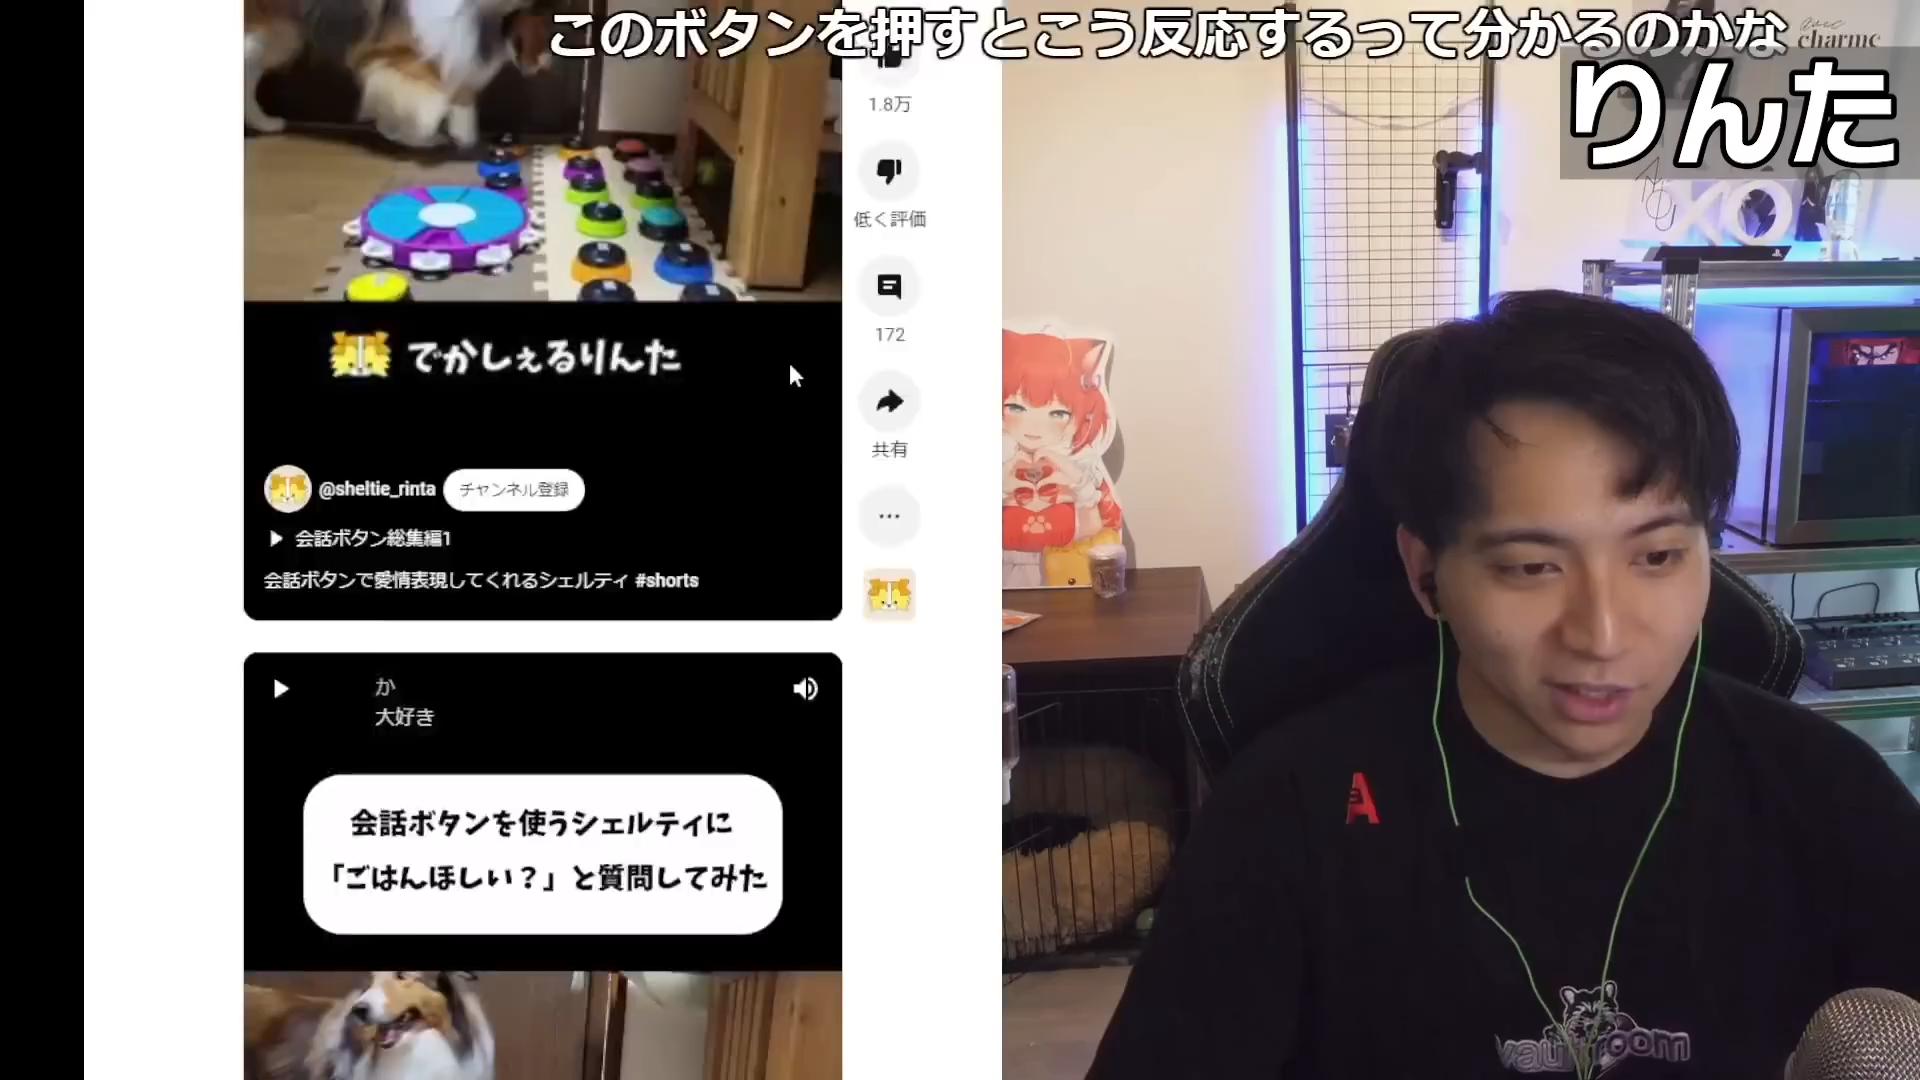 このボタンを押すとこう反応するって分かるのかな
りんた
charme
XO
1.8万
低く評価
172
共有
でかしぇるりんた
@sheltie_rinta
チャンネル登録
会話ボタン総集編1
会話ボタンで愛情表現してくれるシェルティ #shorts
か
大好き
会話ボタンを使うシェルティに
「ごはんほしい？」と質問してみた
A
vaultroom